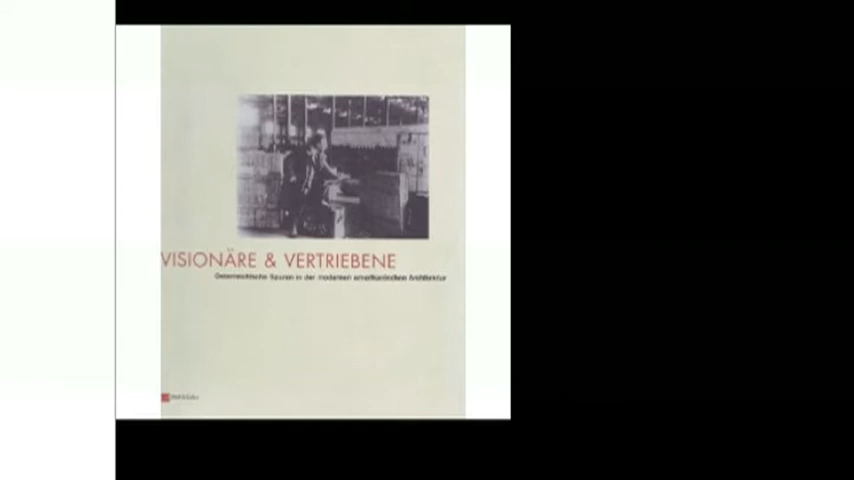 VISIONÄRE & VERTRIEBENE
Österreichische Spuren in der modernen amerikanischen Architektur